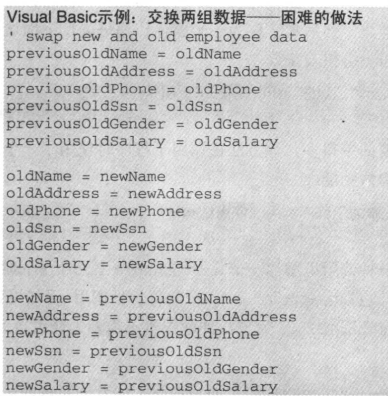 Visual Basic示例：交换两组数据——困难的做法
' swap new and old employee data
previousOldName = oldName
previousOldAddress = oldAddress
previousOldPhone = oldPhone
previousOldSsn = oldSsn
previousOldGender = oldGender
previousOldSalary = oldSalary
oldName = newName
oldAddress = newAddress
oldPhone = newPhone
oldSsn = newSsn
oldGender = newGender
oldSalary = newSalary
newName = previousOldName
newAddress = previousOldAddress
newPhone = previousOldPhone
newSsn = previousOldSsn
newGender = previousOldGender
newSalary = previousOldSalary